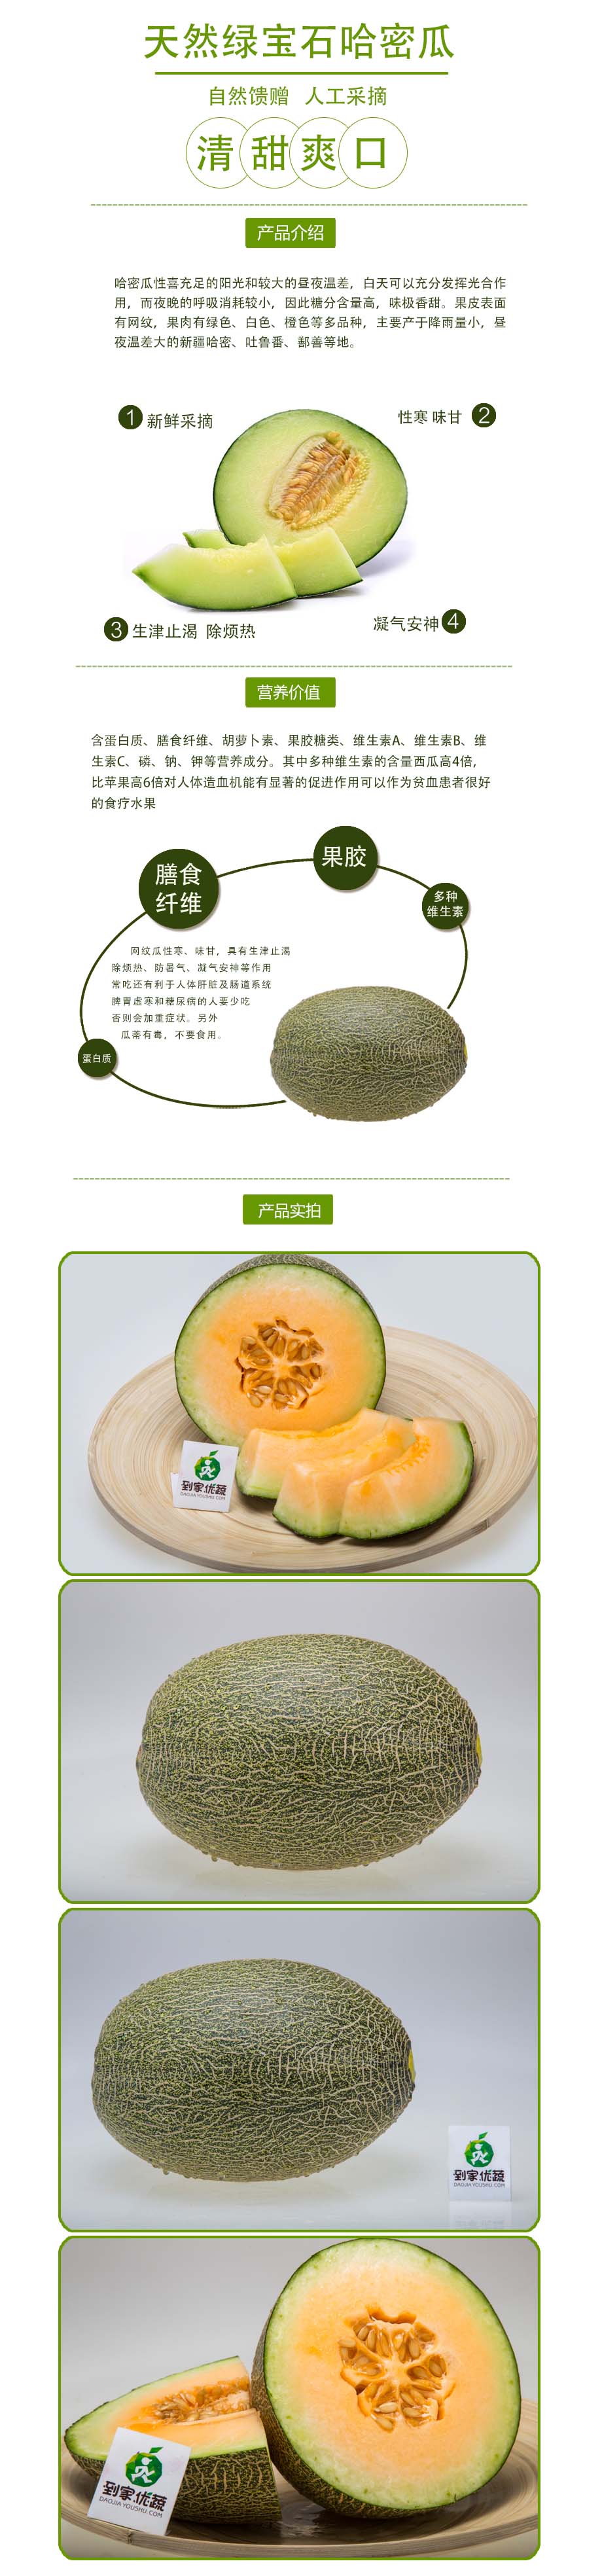 天然绿宝石哈密瓜
自然馈赠 人工采摘
清甜爽口
产品介绍
哈密瓜性喜充足的阳光和较大的昼夜温差，白天可以充分发挥光合作
用，而夜晚的呼吸消耗较小，因此糖分含量高，味极香甜。果皮表面
有网纹，果肉有绿色、白色、橙色等多品种，主要产于降雨量小，昼
夜温差大的新疆哈密、吐鲁番、鄯善等地。
1 新鲜采摘
性寒 味甘 2
3 生津止渴 除烦热
凝气安神 4
营养价值
含蛋白质、膳食纤维、胡萝卜素、果胶糖类、维生素A、维生素B、维
生素C、磷、钠、钾等营养成分。其中多种维生素的含量西瓜高4倍，
比苹果高6倍对人体造血机能有显著的促进作用可以作为贫血患者很好
的食疗水果
果胶
膳食
纤维
多种
维生素
网纹瓜性寒、味甘，具有生津止渴
除烦热、防暑气、凝气安神等作用
常吃还有利于人体肝脏及肠道系统
脾胃虚寒和糖尿病的人要少吃
否则会加重症状。另外
瓜蒂有毒，不要食用。
蛋白质
产品实拍
到家优蔬
DAOJIA.YOUSHU.COM
到家优蔬
DAOJIA.YOUSHU.COM
到家优蔬
DAOJIA.YOUSHU.COM